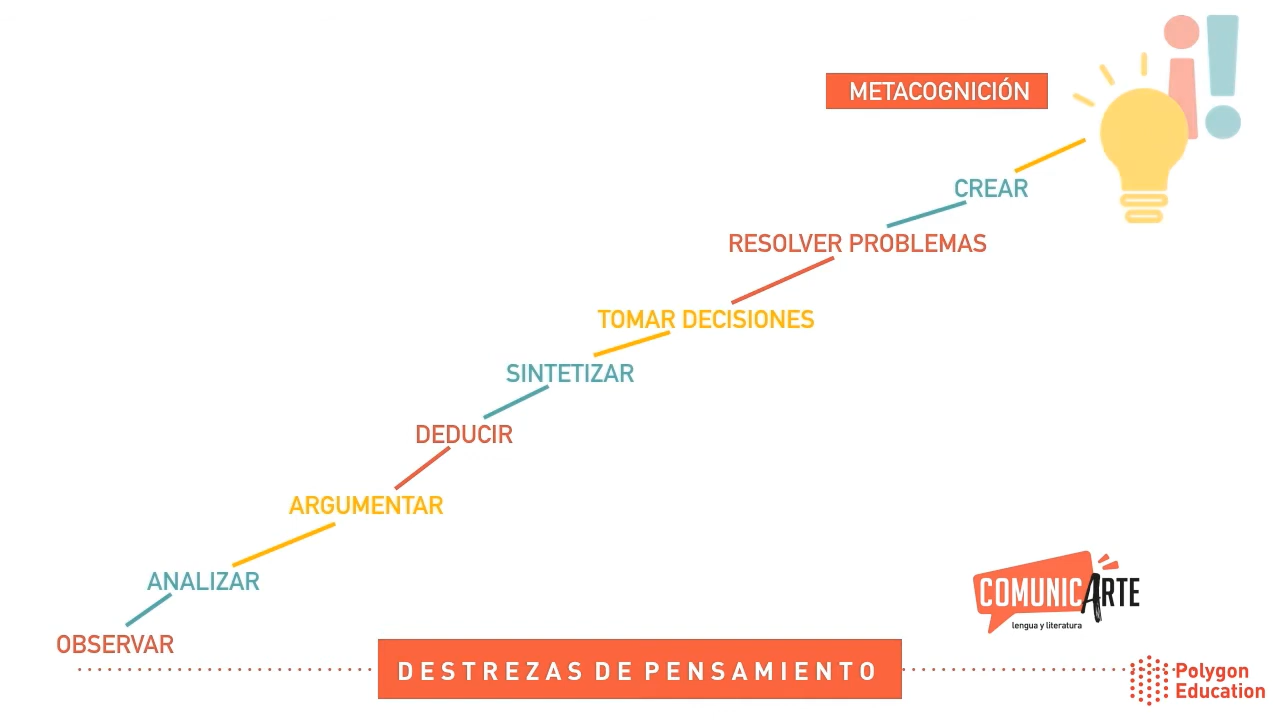 METACOGNICIÓN
CREAR
RESOLVER PROBLEMAS
TOMAR DECISIONES
SINTETIZAR
DEDUCIR
ARGUMENTAR
ANALIZAR
OBSERVAR
COMUNICARTE
lengua y literatura
DESTREZAS DE PENSAMIENTO
Polygon
Education